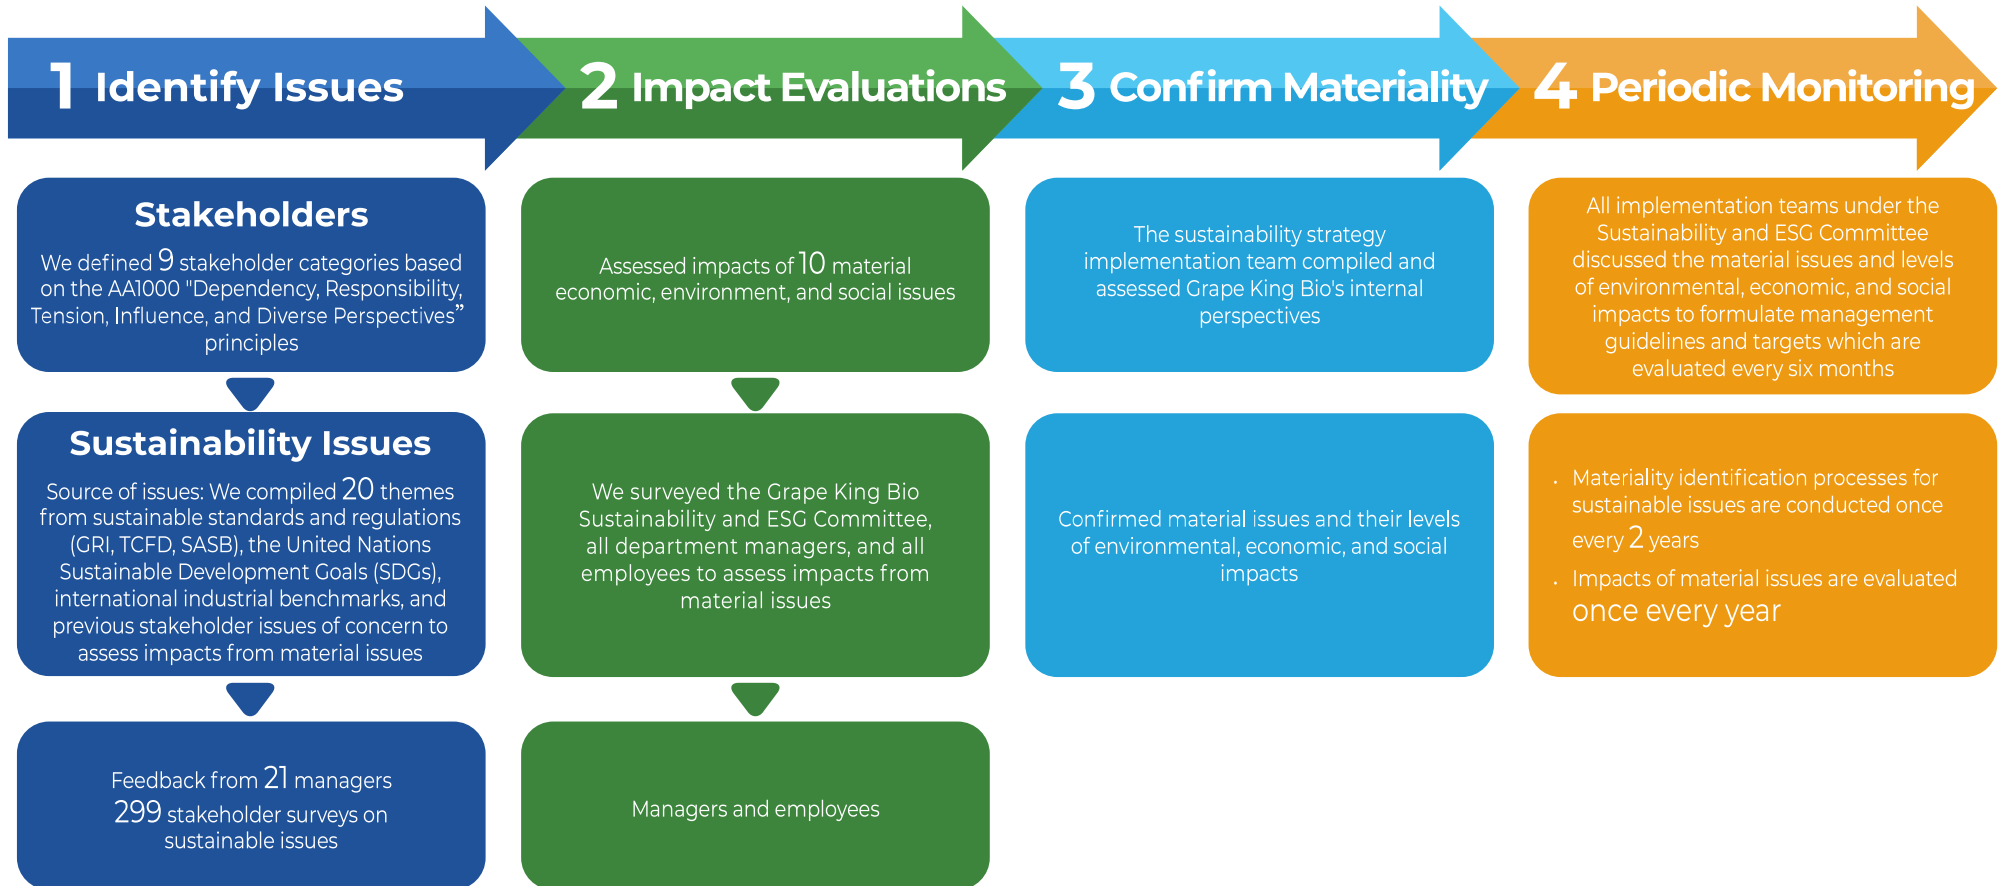 1 Identify Issues
2 Impact Evaluations
3 Confirm Materiality
4 Periodic Monitoring
Stakeholders
We defined 9 stakeholder categories based
on the AA1000 "Dependency, Responsibility,
Tension, Influence, and Diverse Perspectives”
principles
Sustainability Issues
Source of issues: We compiled 20 themes
from sustainable standards and regulations
(GRI, TCFD, SASB), the United Nations
Sustainable Development Goals (SDGs),
international industrial benchmarks, and
previous stakeholder issues of concern to
assess impacts from material issues
Feedback from 21 managers
299 stakeholder surveys on
sustainable issues
Assessed impacts of 10 material
economic, environment, and social issues
We surveyed the Grape King Bio
Sustainability and ESG Committee,
all department managers, and all
employees to assess impacts from
material issues
Managers and employees
The sustainability strategy
implementation team compiled and
assessed Grape King Bio's internal
perspectives
Confirmed material issues and their levels
of environmental, economic, and social
impacts
All implementation teams under the
Sustainability and ESG Committee
discussed the material issues and levels
of environmental, economic, and social
impacts to formulate management
guidelines and targets which are
evaluated every six months
• Materiality identification processes for
sustainable issues are conducted once
every 2 years
• Impacts of material issues are evaluated
once every year